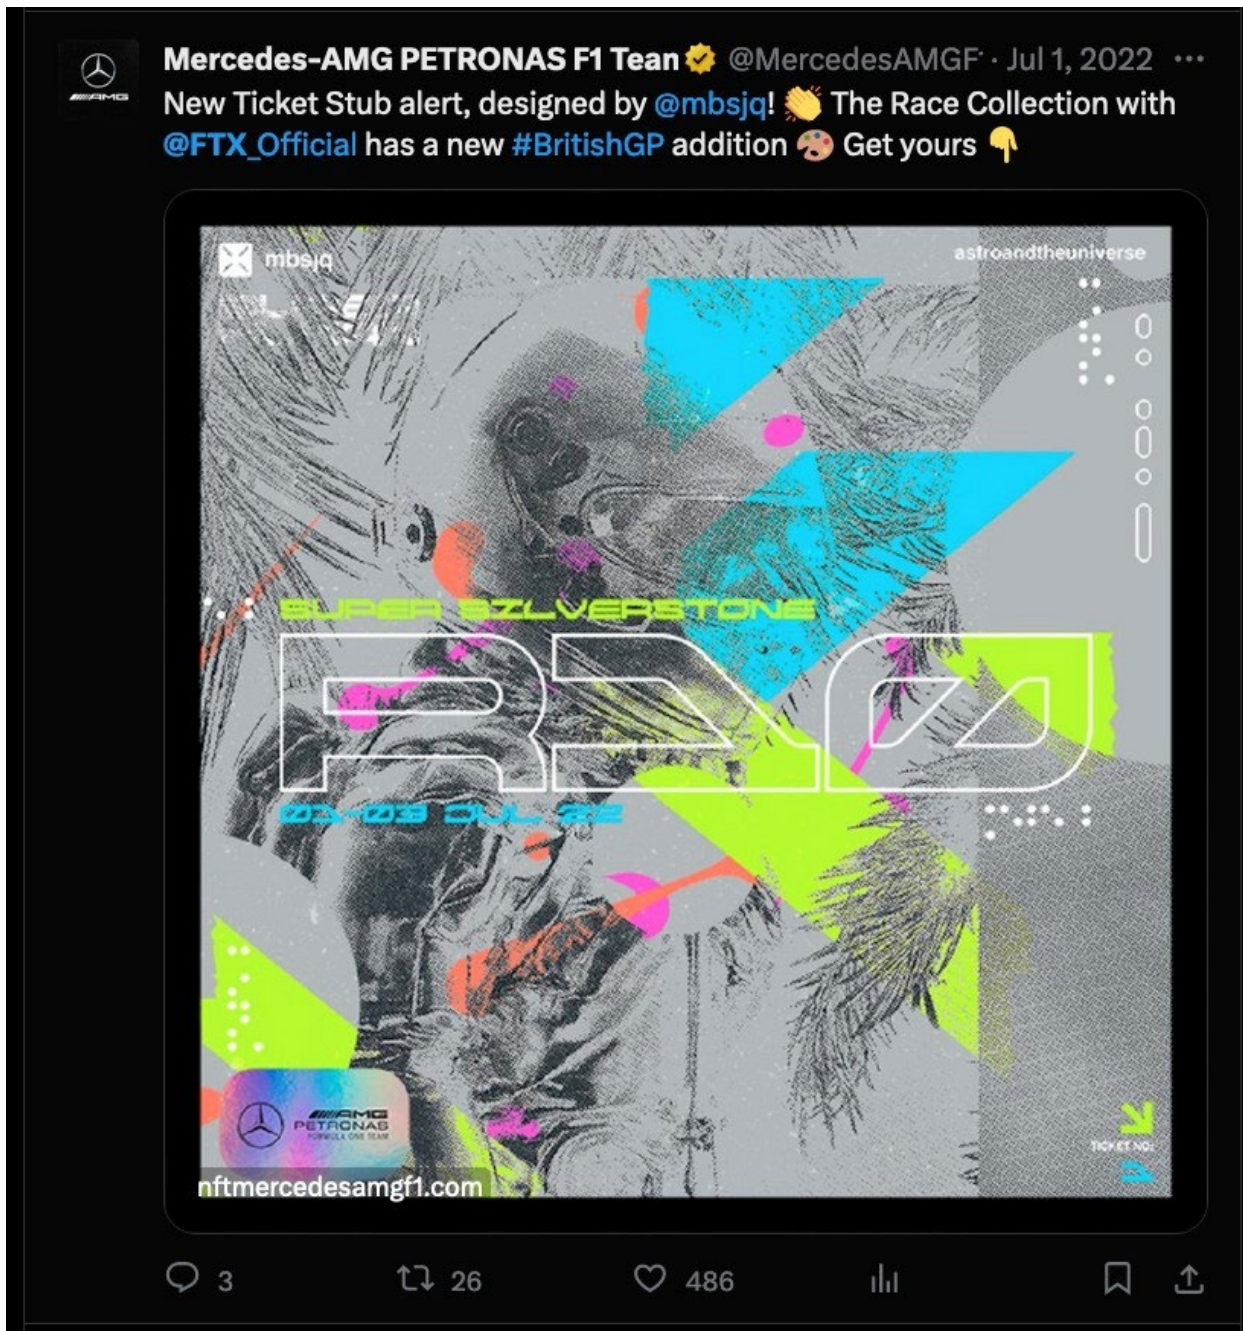 Mercedes-AMG PETRONAS F1 Tean @MercedesAMGF · Jul 1, 2022 ···
New Ticket Stub alert, designed by @mbsjq! 👏 The Race Collection with
@FTX_Official has a new #BritishGP addition 🎨 Get yours 👇
mbsjq
astroandtheuniverse
SUPER SILVERSTONE
R10
01-03 JUL 22
AMG
PETRONAS
FORMULA ONE TEAM
TICKET NO:
nftmercedesamgf1.com
3 26 486